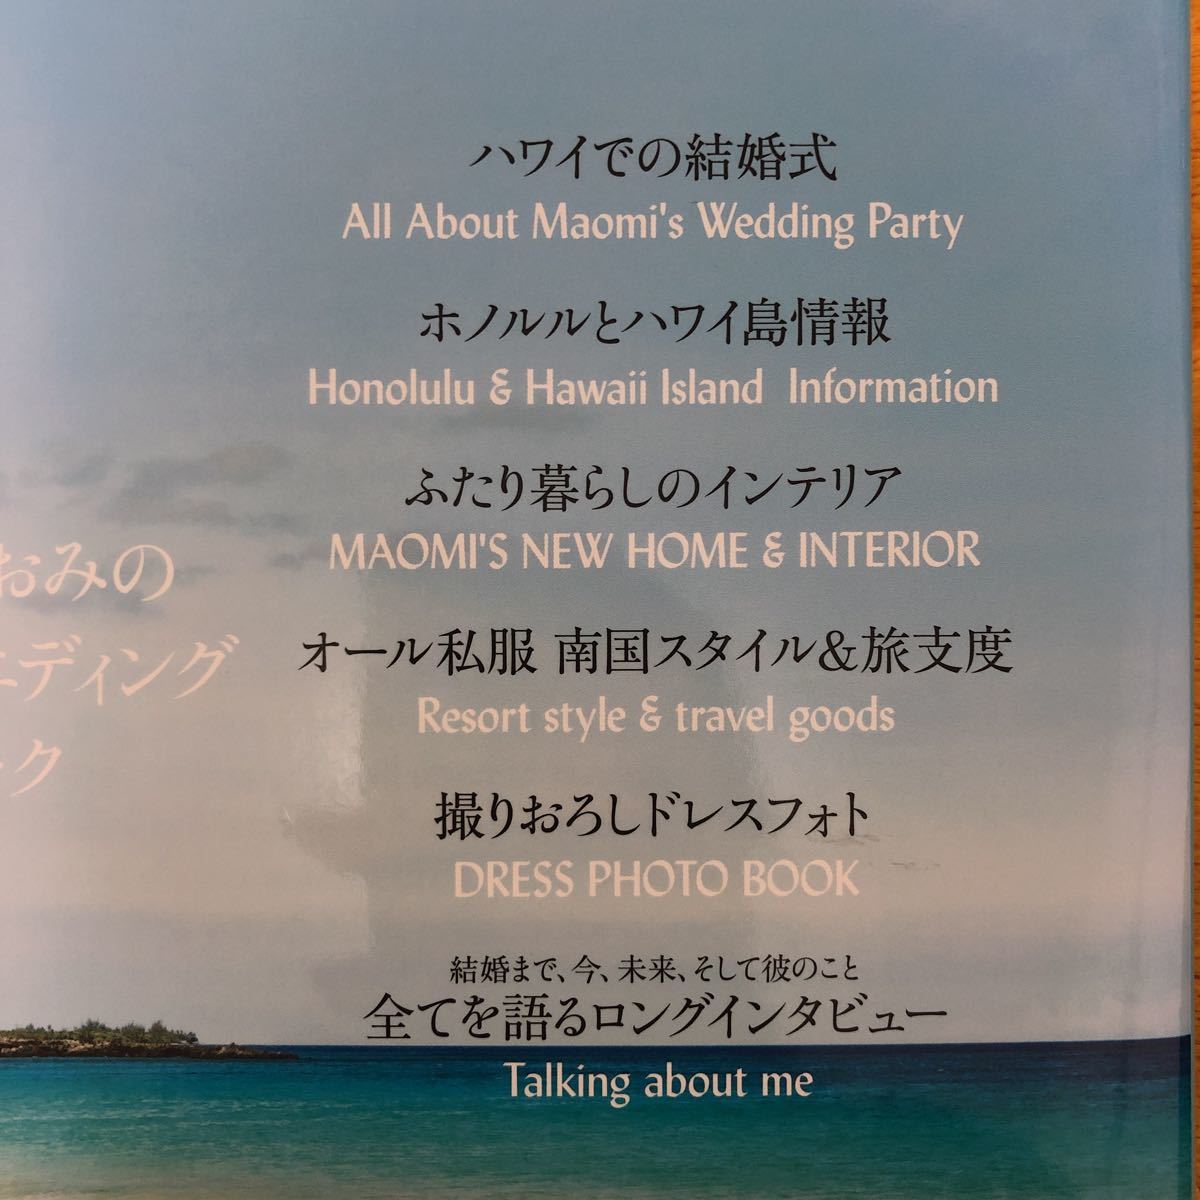 ハワイでの結婚式
All About Maomi's Wedding Party
ホノルルとハワイ島情報
Honolulu & Hawaii Island Information
ふたり暮らしのインテリア
MAOMI'S NEW HOME & INTERIOR
オール私服 南国スタイル&旅支度
Resort style & travel goods
撮りおろしドレスフォト
DRESS PHOTO BOOK
結婚まで、今、未来、そして彼のこと
全てを語るロングインタビュー
Talking about me
おみの
ェディング
ーク